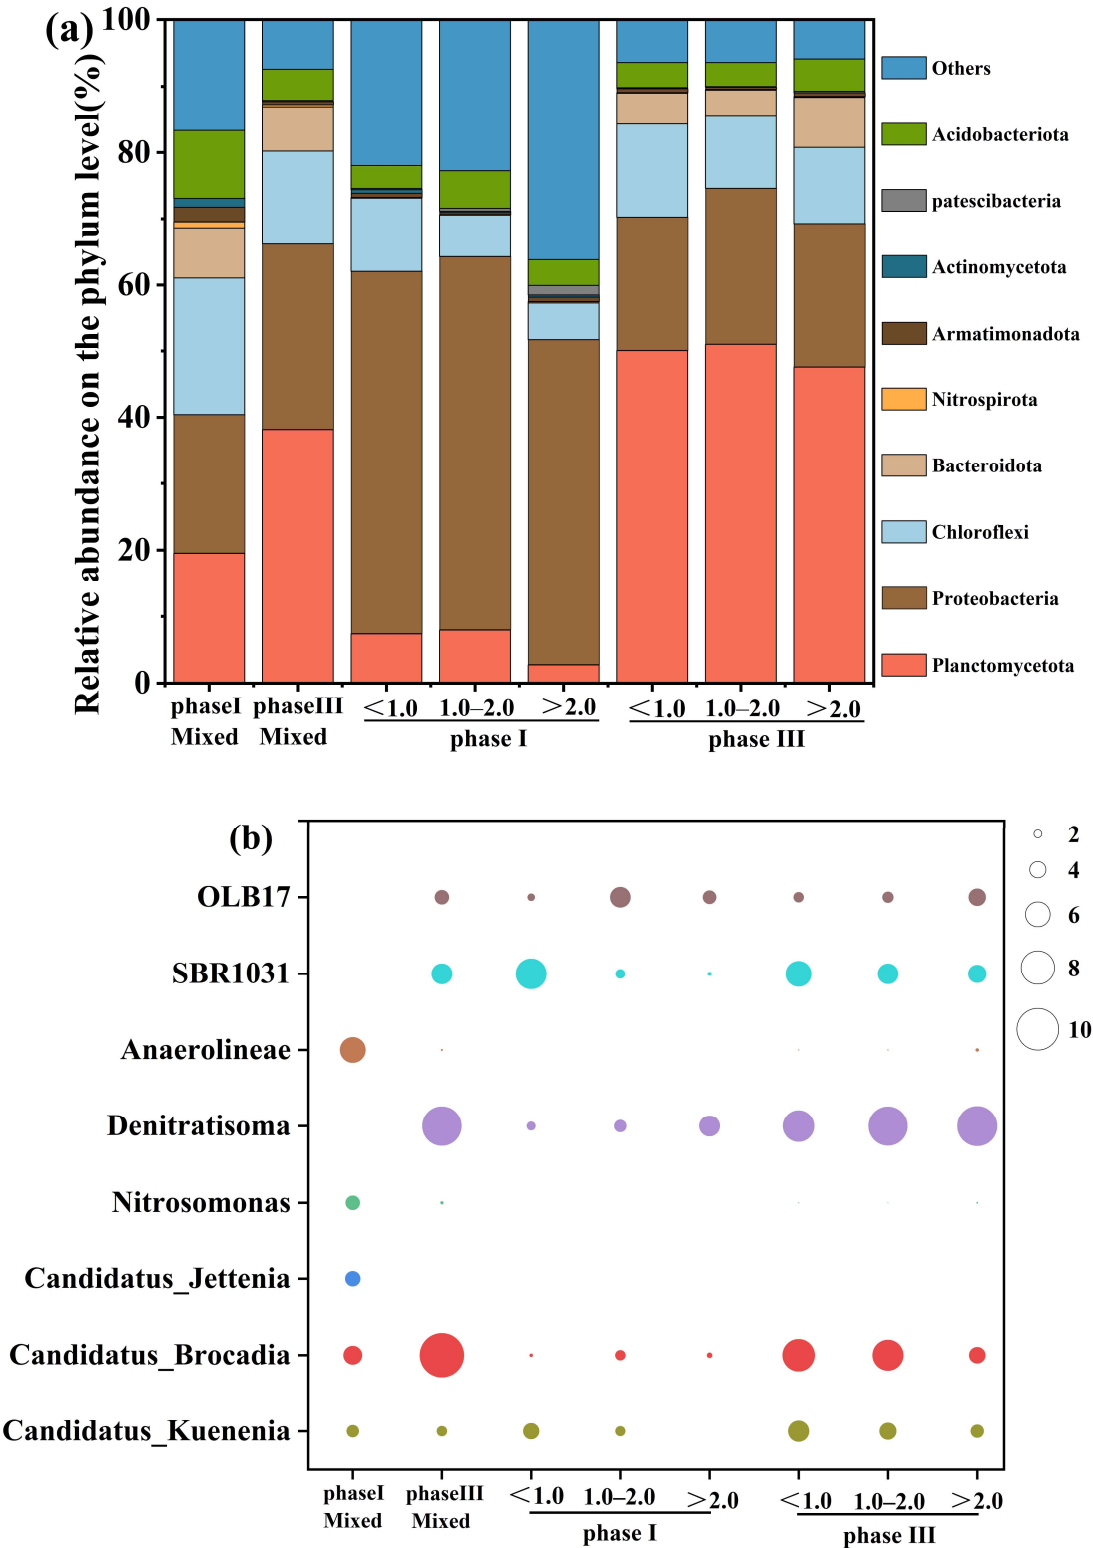 (a)
Relative abundance on the phylum level(%)
100
80
60
40
20
0
phaseI
Mixed
phaseIII
Mixed
<1.0
1.0–2.0
>2.0
phase I
<1.0
1.0–2.0
>2.0
phase III
Others
Acidobacteriota
patescibacteria
Actinomycetota
Armatimonadota
Nitrospirota
Bacteroidota
Chloroflexi
Proteobacteria
Planctomycetota
(b)
OLB17
SBR1031
Anaerolineae
Denitratisoma
Nitrosomonas
Candidatus_Jettenia
Candidatus_Brocadia
Candidatus_Kuenenia
phaseI
Mixed
phaseIII
Mixed
<1.0
1.0–2.0
>2.0
phase I
<1.0
1.0–2.0
>2.0
phase III
2
4
6
8
10